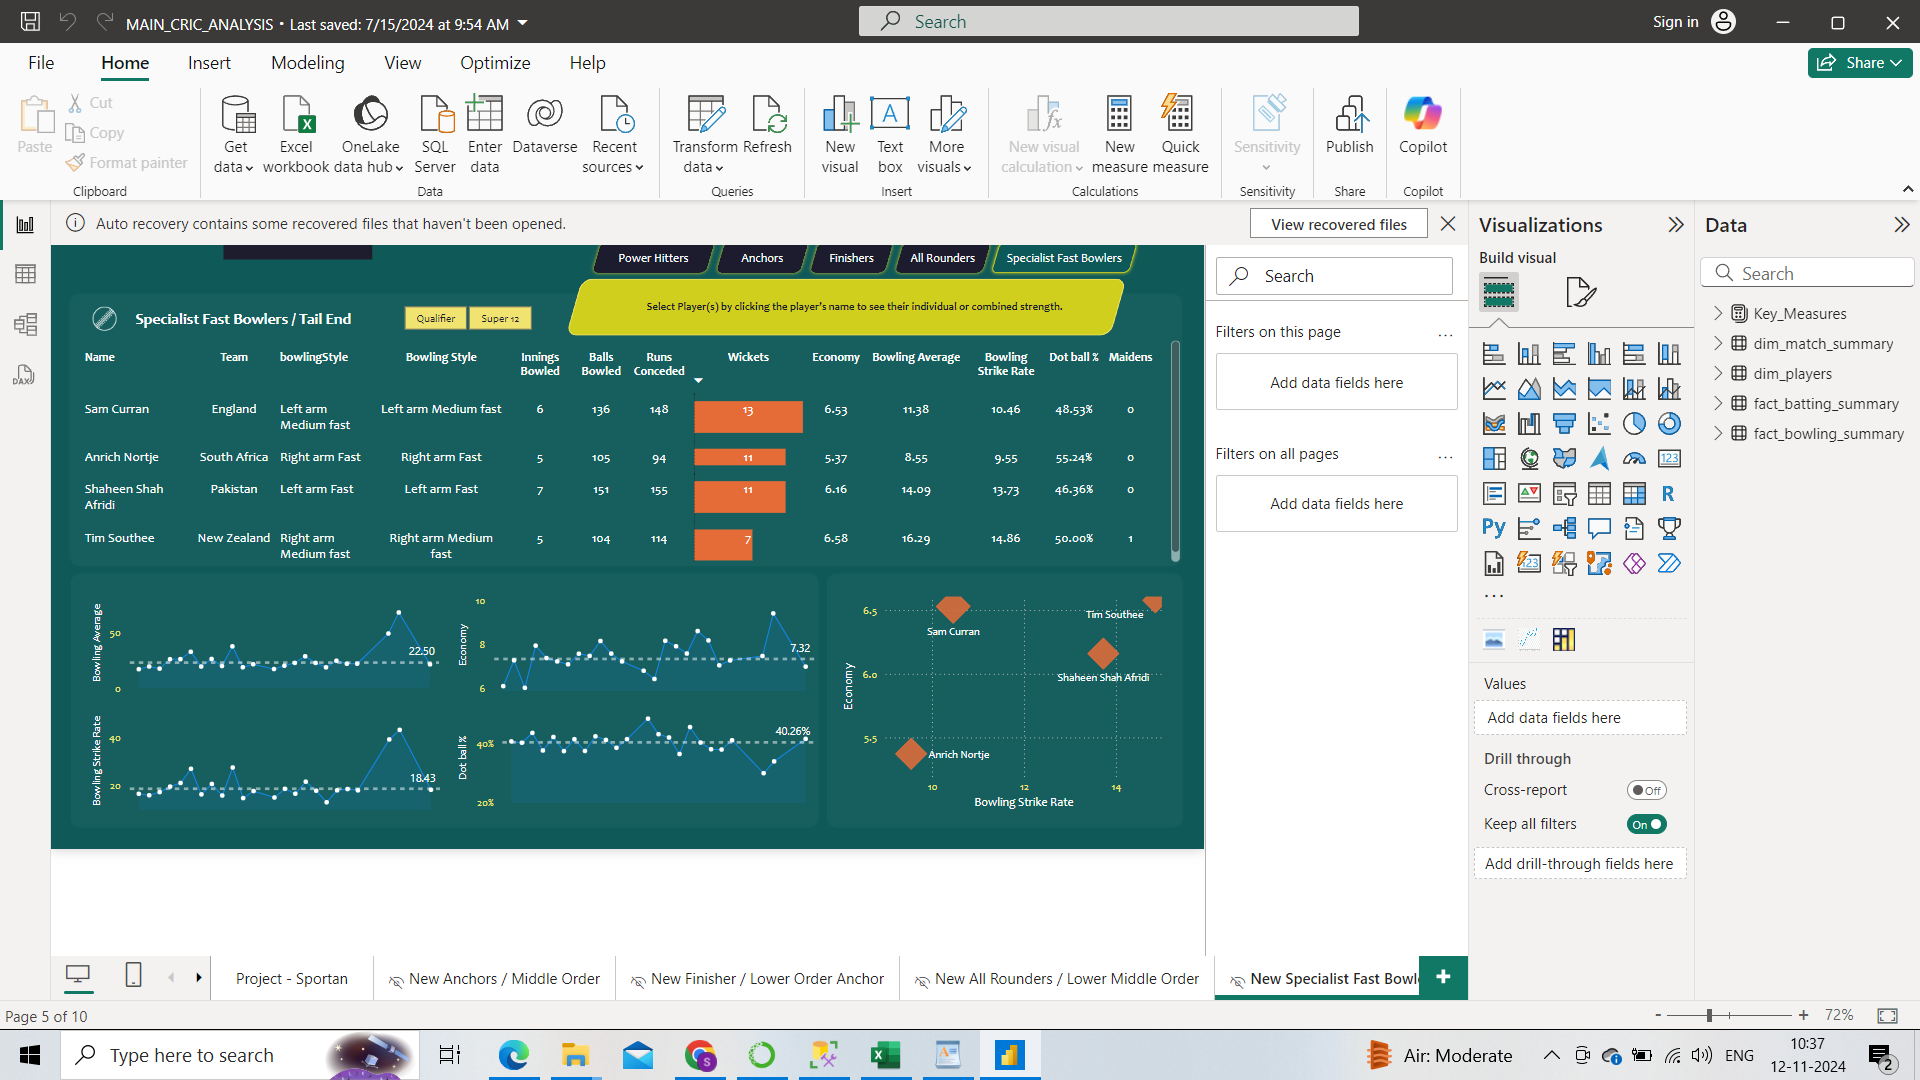 MAIN_CRIC_ANALYSIS • Last saved: 7/15/2024 at 9:54 AM
Search
Sign in
File
Home
Insert
Modeling
View
Optimize
Help
Share
Paste
Cut
Copy
Format painter
Clipboard
Get data
Excel workbook
OneLake data hub
SQL Server
Enter data
Dataverse
Recent sources
Data
Transform data
Refresh
Queries
New visual
Text box
More visuals
Insert
New visual calculation
New measure
Quick measure
Calculations
Sensitivity
Sensitivity
Publish
Share
Copilot
Copilot
Auto recovery contains some recovered files that haven't been opened.
View recovered files
Power Hitters
Anchors
Finishers
All Rounders
Specialist Fast Bowlers
Select Player(s) by clicking the player's name to see their individual or combined strength.
Specialist Fast Bowlers / Tail End
Qualifier
Super 12
Name Team bowlingStyle Bowling Style Innings Bowled Balls Bowled Runs Conceded Wickets Economy Bowling Average Bowling Strike Rate Dot ball % Maidens
Sam Curran England Left arm Medium fast Left arm Medium fast 6 136 148 13 6.53 11.38 10.46 48.53% 0
Anrich Nortje South Africa Right arm Fast Right arm Fast 5 105 94 11 5.37 8.55 9.55 55.24% 0
Shaheen Shah Afridi Pakistan Left arm Fast Left arm Fast 7 151 155 11 6.16 14.09 13.73 46.36% 0
Tim Southee New Zealand Right arm Medium fast Right arm Medium fast 5 104 114 7 6.58 16.29 14.86 50.00% 1
Bowling Average
50
0
22.50
Economy
10
8
6
7.32
Bowling Strike Rate
40
20
18.43
Dot ball %
40%
20%
40.26%
Economy
6.5
6.0
5.5
Sam Curran
Tim Southee
Shaheen Shah Afridi
Anrich Nortje
10
12
14
Bowling Strike Rate
Search
Filters on this page
...
Add data fields here
Filters on all pages
...
Add data fields here
Visualizations
Build visual
Values
Add data fields here
Drill through
Cross-report
Off
Keep all filters
On
Add drill-through fields here
Data
Search
Key_Measures
dim_match_summary
dim_players
fact_batting_summary
fact_bowling_summary
123
R
Py
123
...
Project - Sportan
New Anchors / Middle Order
New Finisher / Lower Order Anchor
New All Rounders / Lower Middle Order
New Specialist Fast Bowl
+
Page 5 of 10
-
+
72%
Type here to search
Air: Moderate
ENG
10:37
12-11-2024
2
DAX
A
S